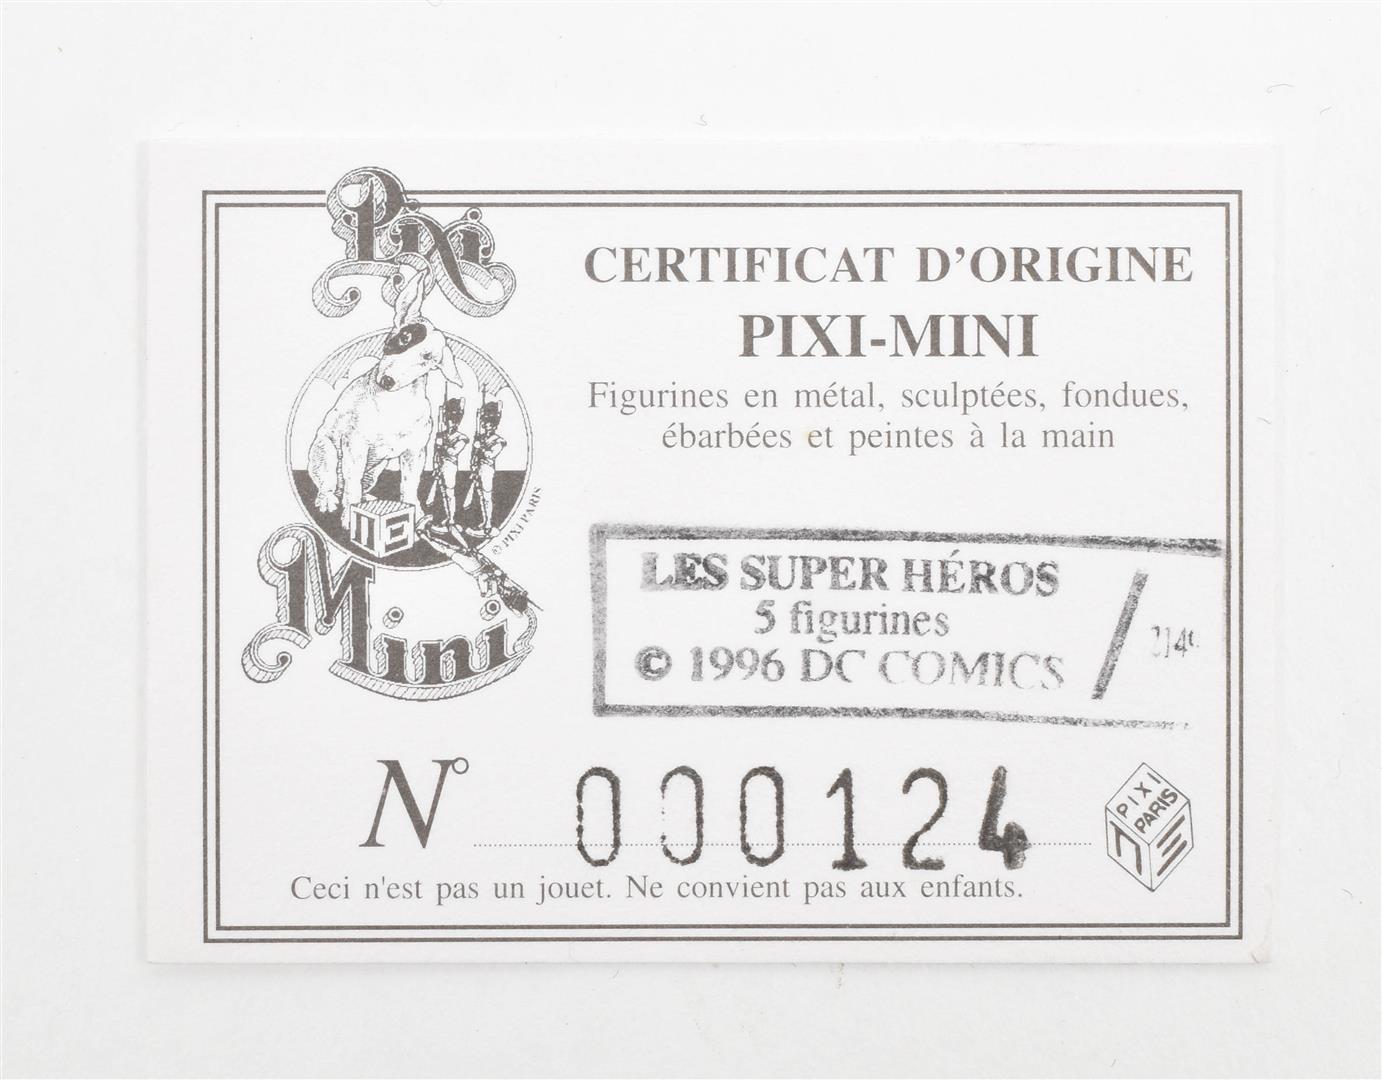 Pixi
CERTIFICAT D'ORIGINE
PIXI-MINI
Figurines en métal, sculptées, fondues,
ébarbées et peintes à la main
© PIXI PARIS
Mini
LES SUPER HÉROS
5 figurines
© 1996 DC COMICS /
N° 000124
PIXI
PARIS
Ceci n'est pas un jouet. Ne convient pas aux enfants.